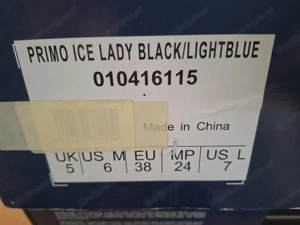 PRIMO ICE LADY BLACK/LIGHTBLUE
010416115
Made in China
UK US M EU MP US L
5 6 38 24 7